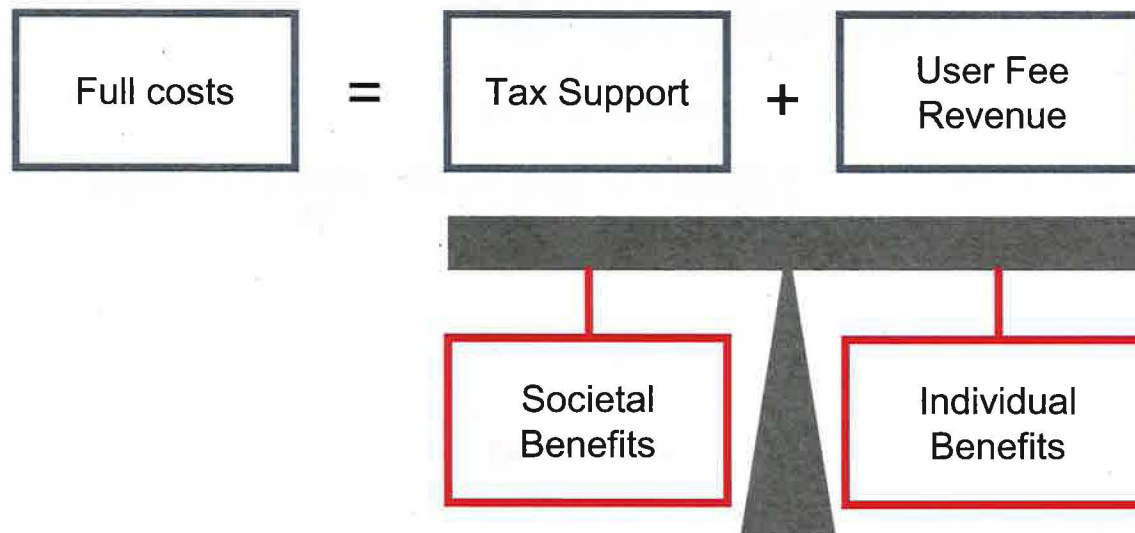 Full costs
=
Tax Support
+
User Fee
Revenue
Societal
Benefits
Individual
Benefits